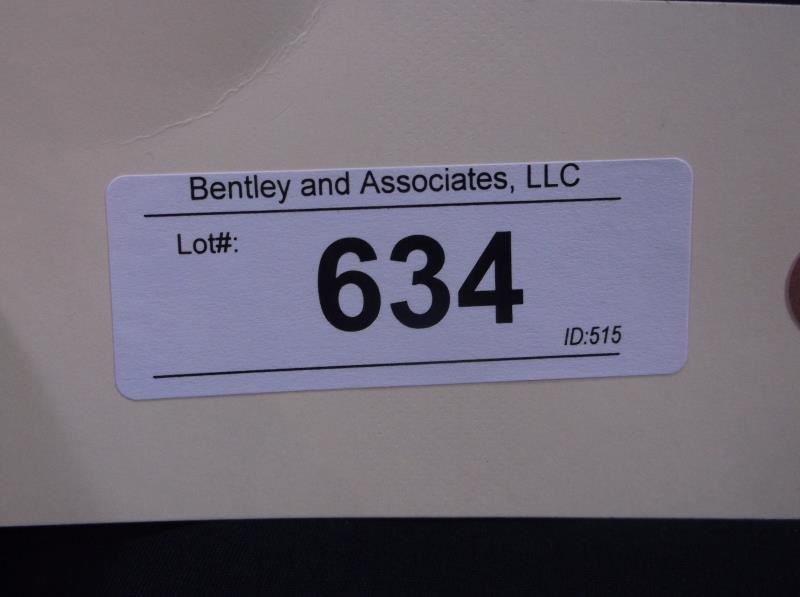 Bentley and Associates, LLC
Lot#:
634
ID:515